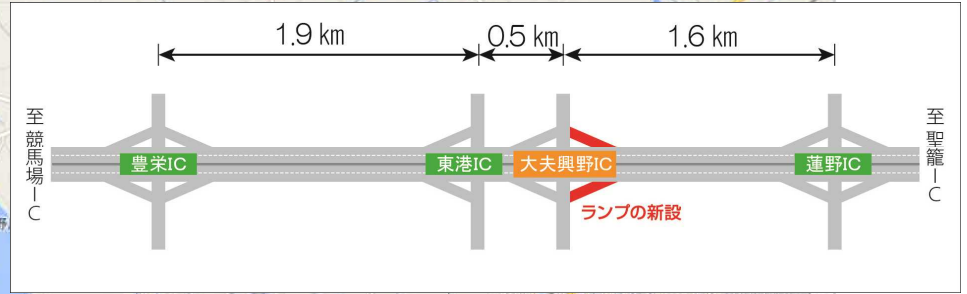 1.9 km
0.5 km
1.6 km
至 競馬場IC
豊栄IC
東港IC
大夫興野IC
蓮野IC
至 聖籠IC
ランプの新設